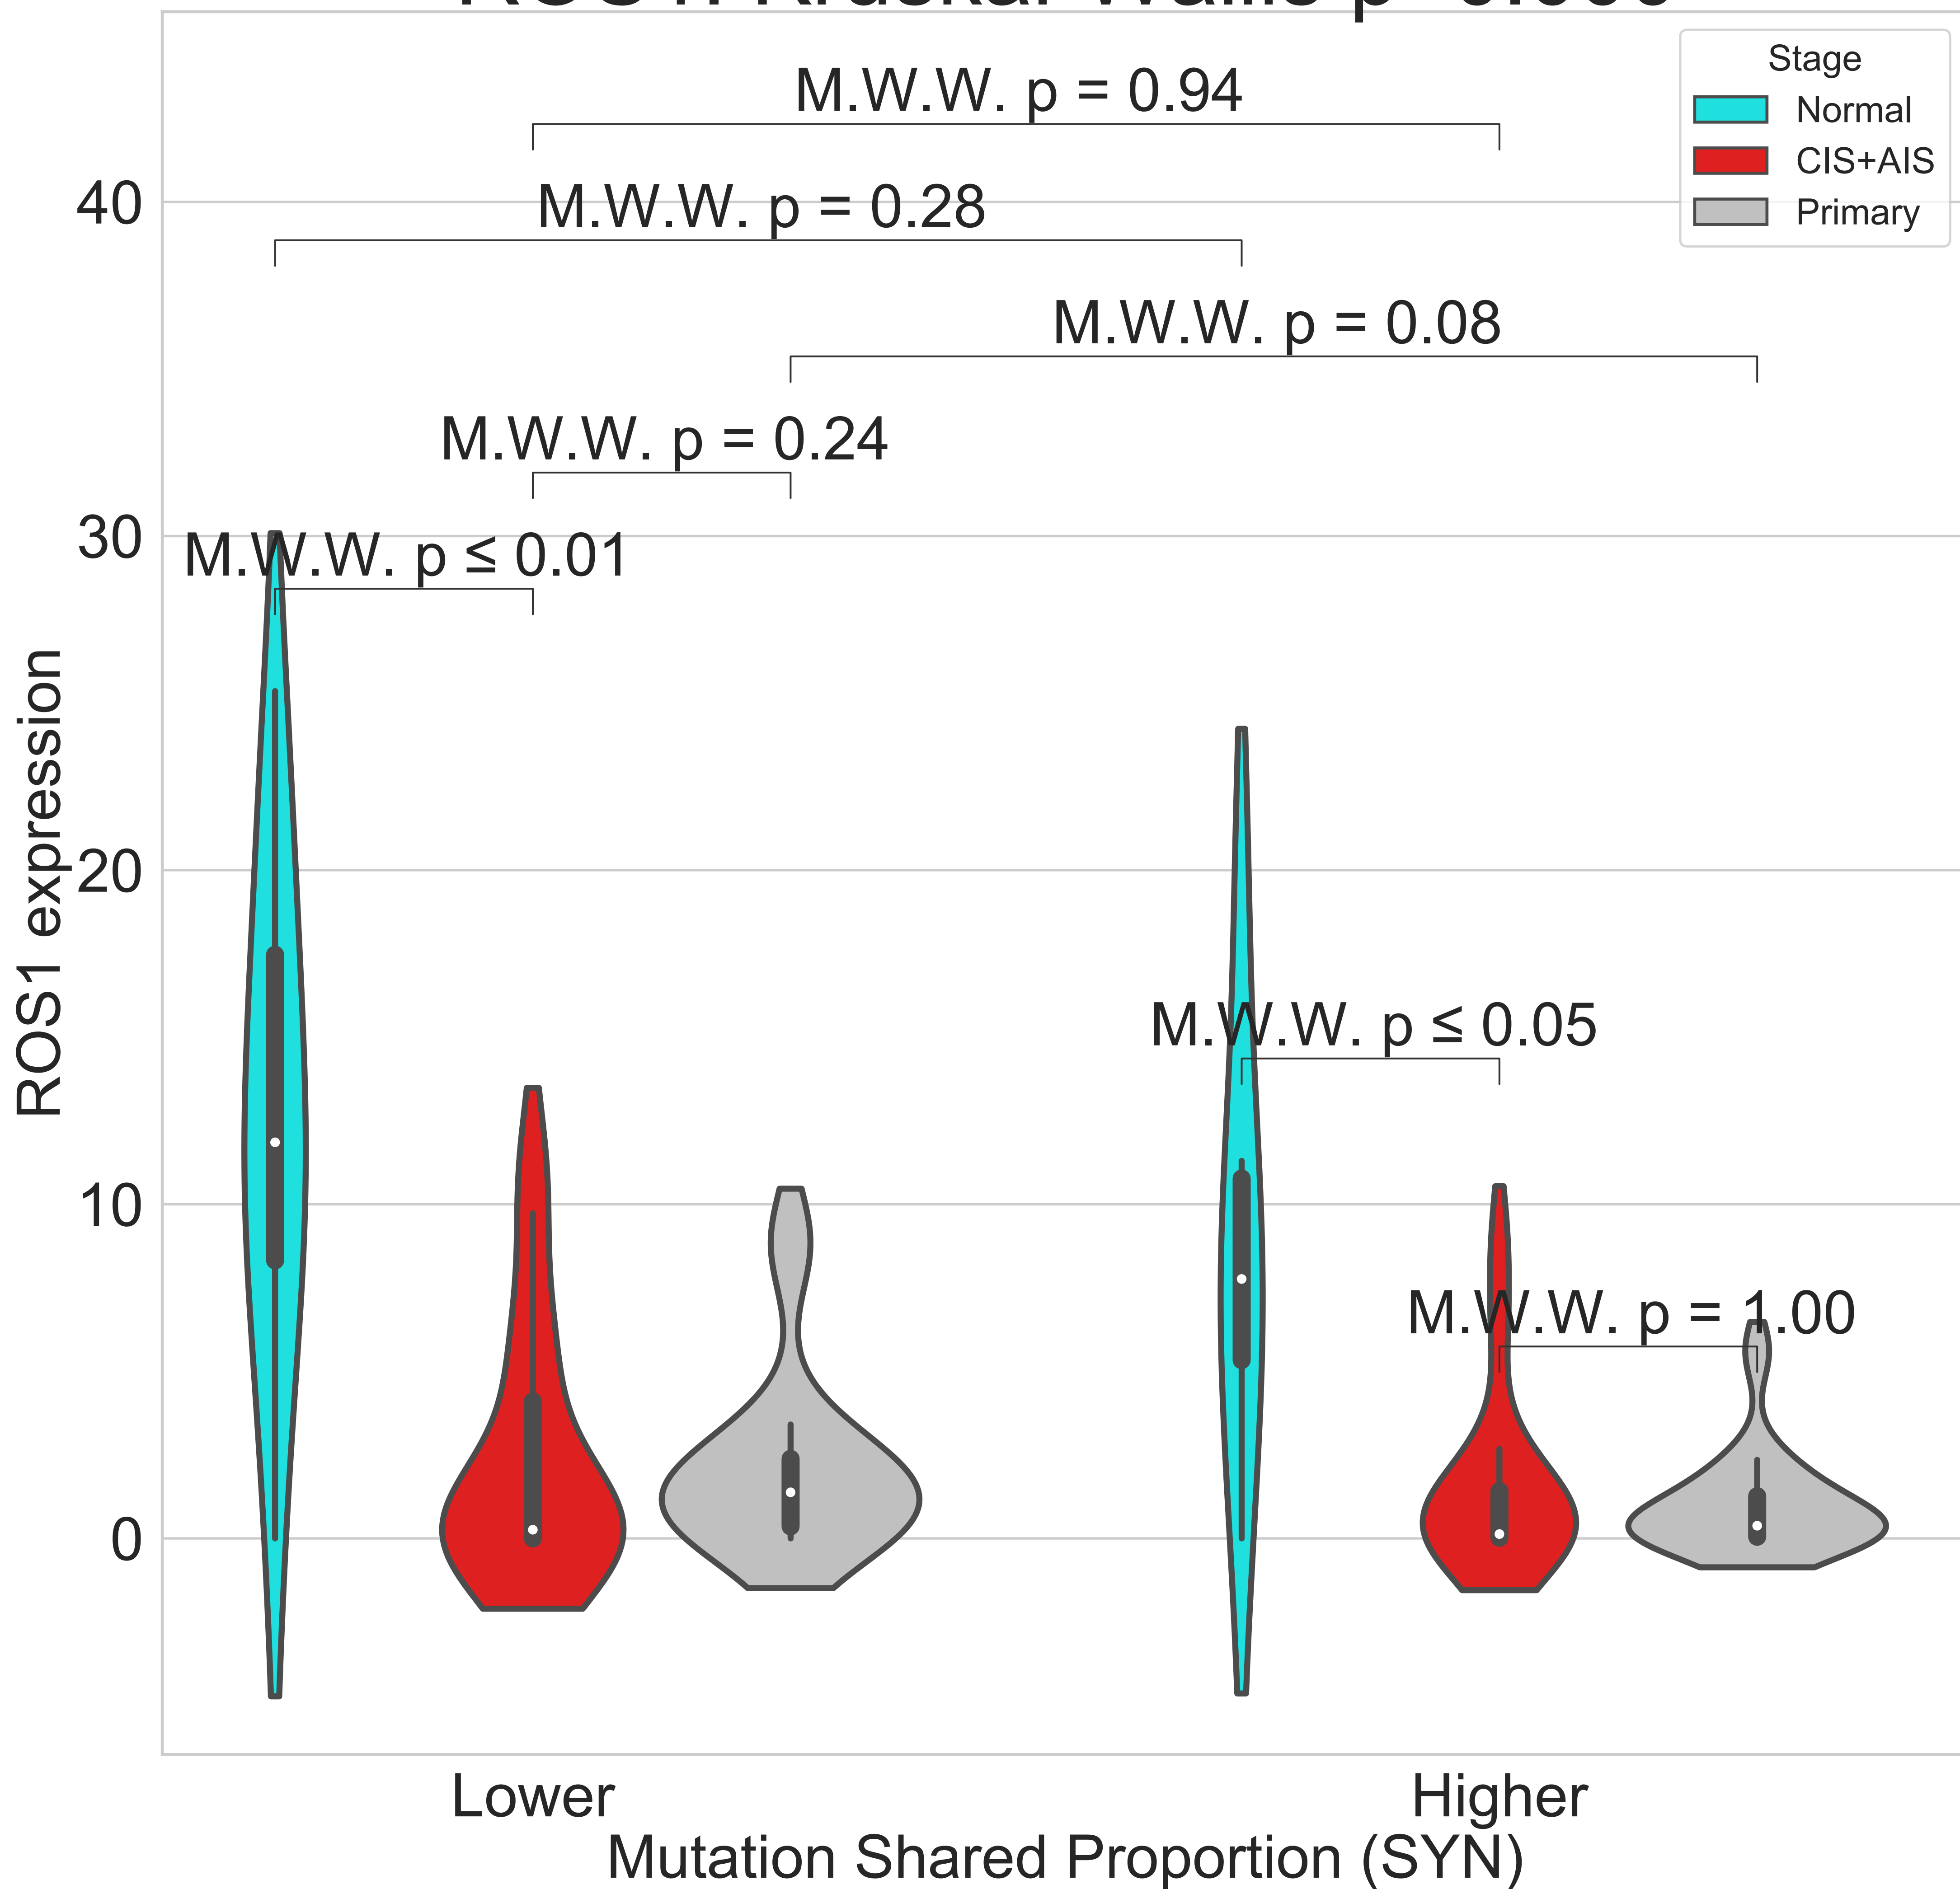 Stage
Normal
CIS+AIS
Primary
M.W.W. p = 0.94
M.W.W. p = 0.28
M.W.W. p = 0.08
M.W.W. p = 0.24
M.W.W. p ≤ 0.01
M.W.W. p ≤ 0.05
M.W.W. p = 1.00
40
30
20
10
0
ROS1 expression
Lower
Higher
Mutation Shared Proportion (SYN)